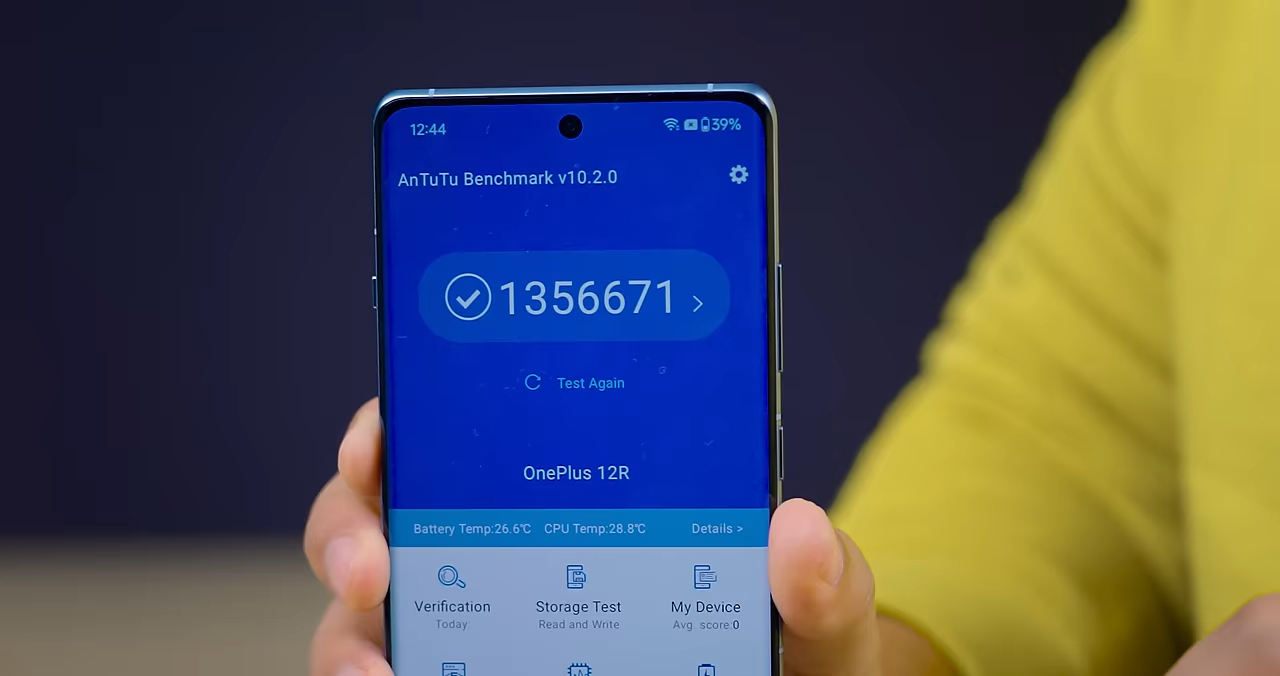 12:44 39%
AnTuTu Benchmark v10.2.0
1356671 >
Test Again
OnePlus 12R
Battery Temp:26.6℃ CPU Temp:28.8℃ Details >
Verification Storage Test My Device
Today: Read and Write Avg. score:0